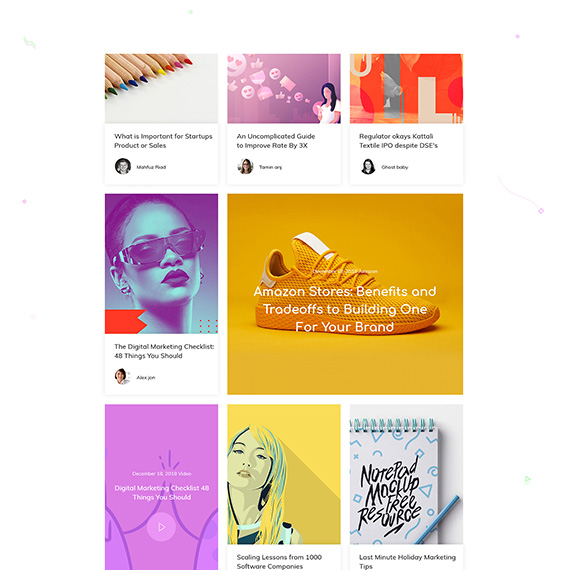 What is Important for Startups
Product or Sales
Mahfuz Riad
An Uncomplicated Guide
to Improve Rate By 3X
Tamin anj
Regulator okays Kattali
Textile IPO despite DSE's
Ghost baby
The Digital Marketing Checklist:
48 Things You Should
Alex jon
December 18, 2018 Amazon
Amazon Stores: Benefits and
Tradeoffs to Building One
For Your Brand
December 18, 2018 Video
Digital Marketing Checklist 48
Things You Should
Scaling Lessons from 1000
Software Companies
NOTEPAD
MOCKUP
FREE
RESOURCE
Last Minute Holiday Marketing
Tips